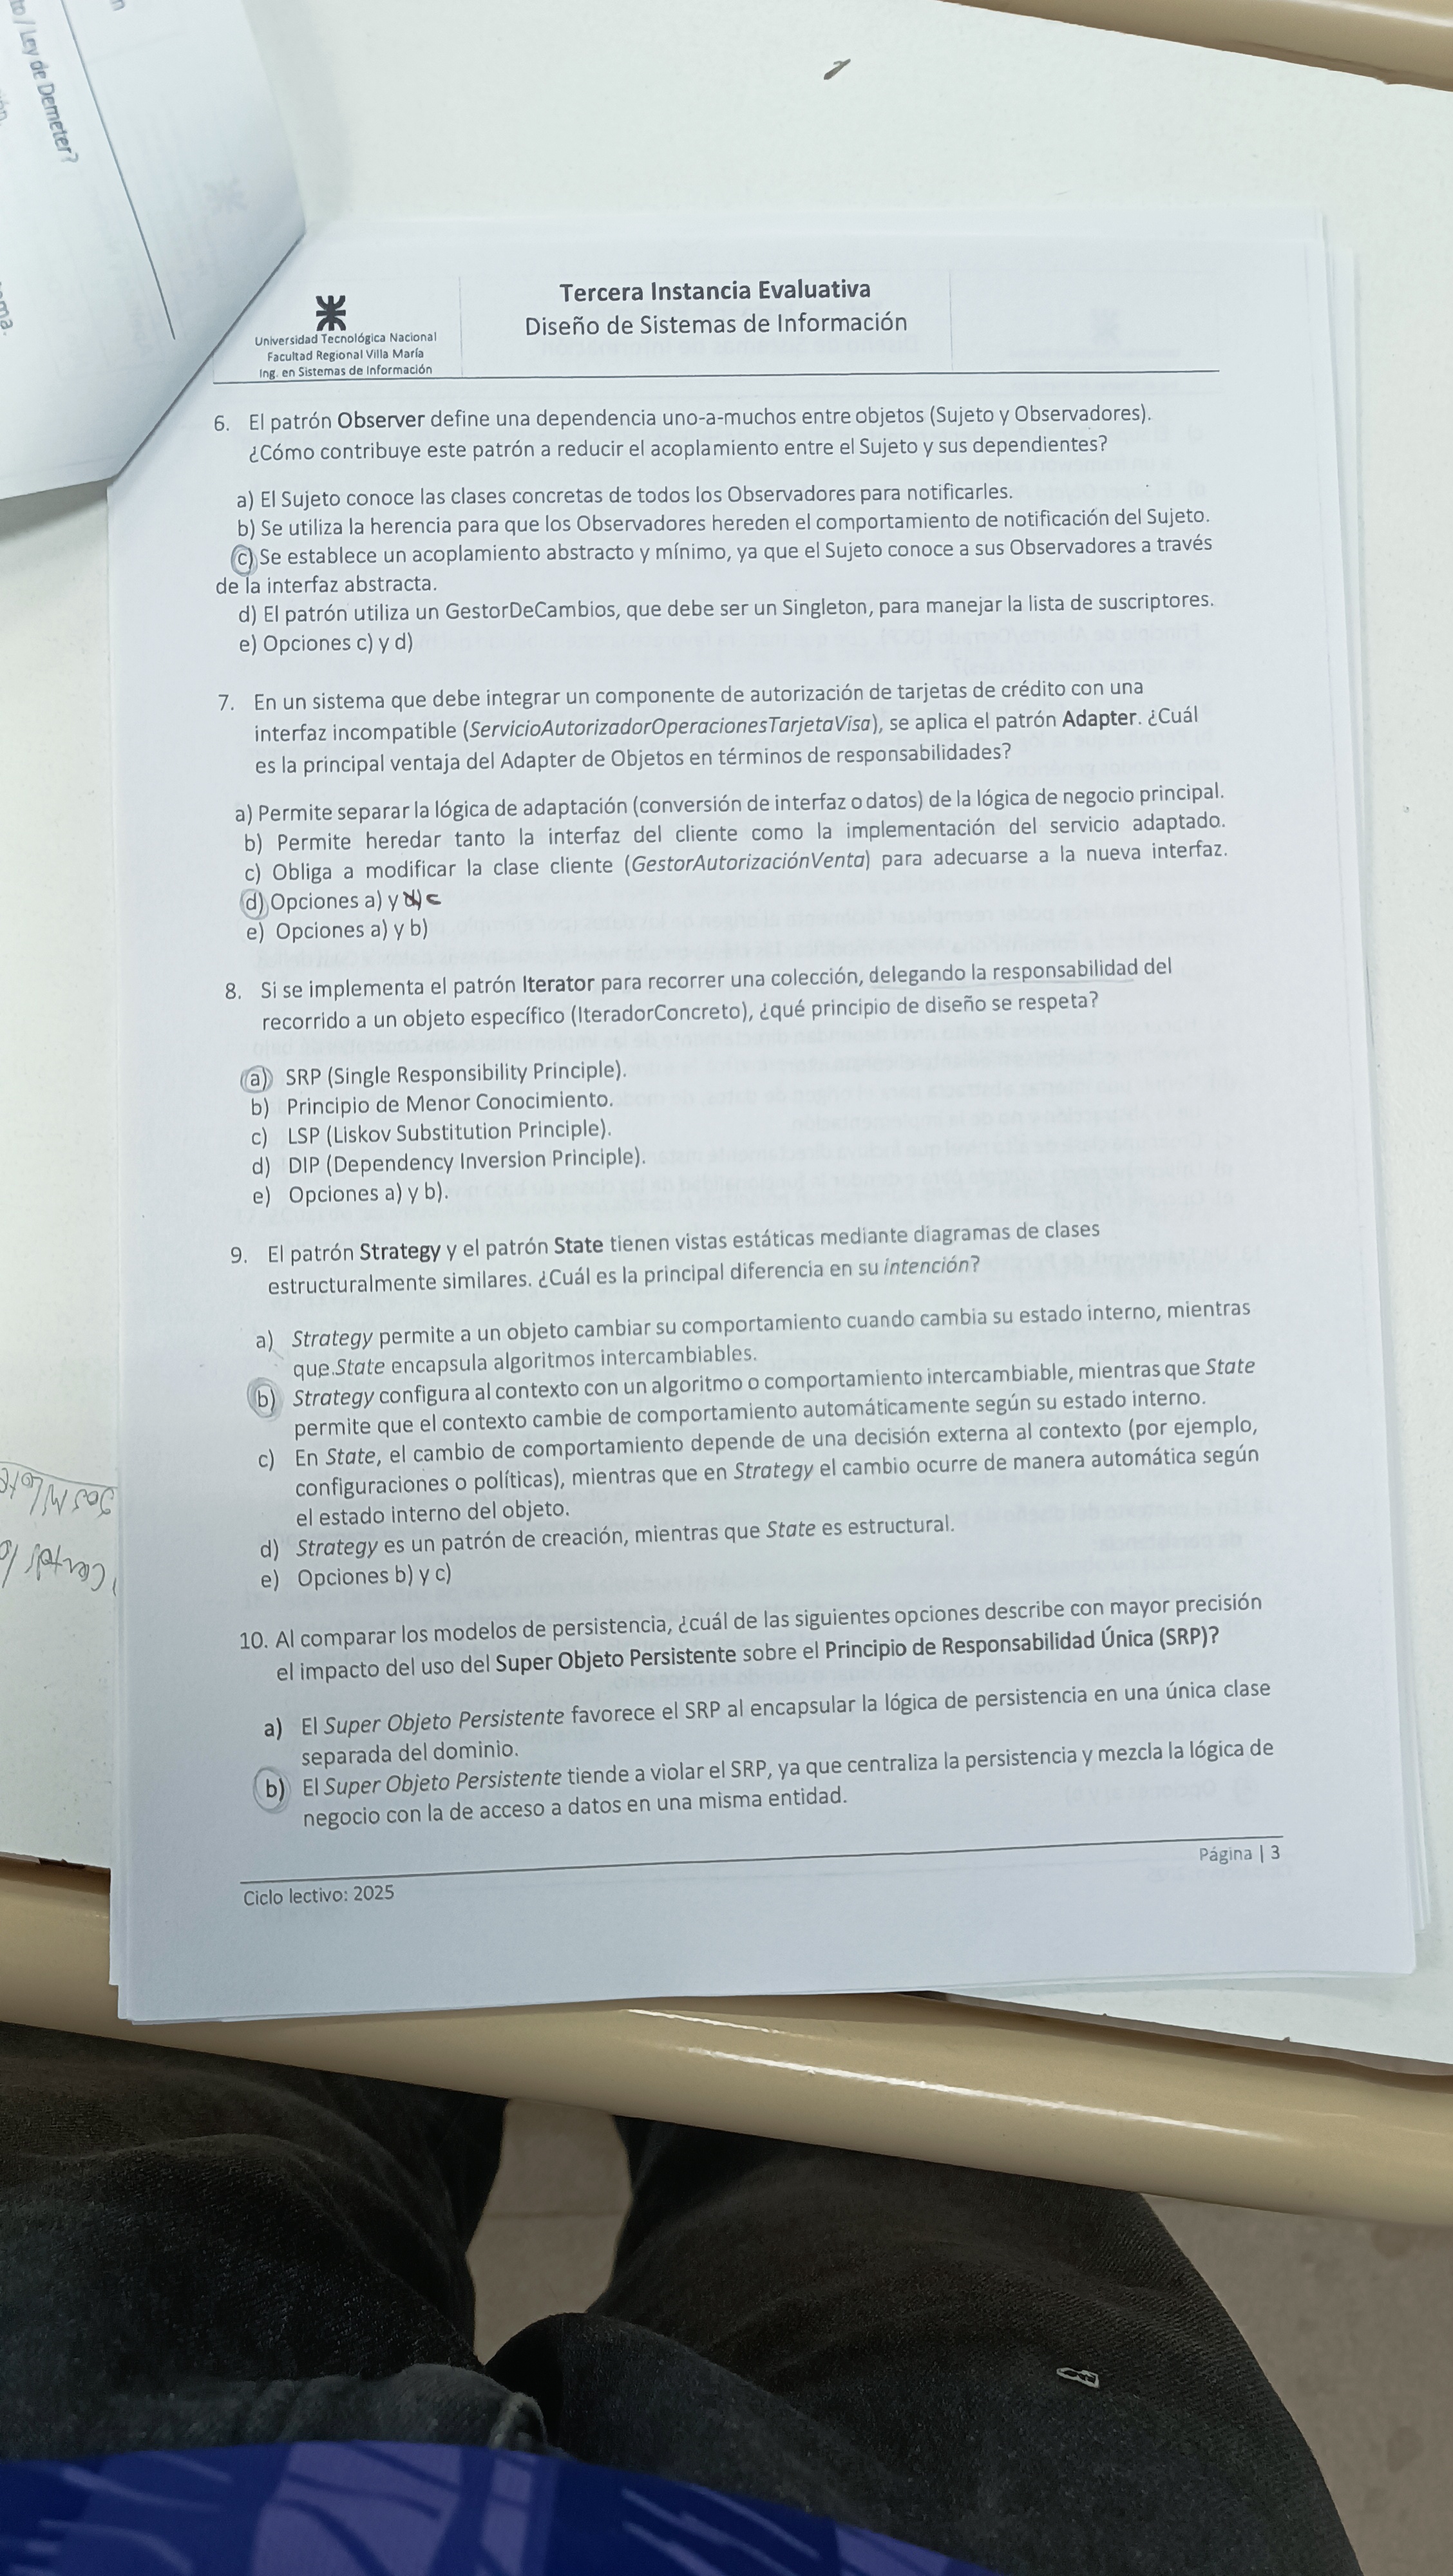 to / Ley de Demeter?
Tercera Instancia Evaluativa
Diseño de Sistemas de Información
Universidad Tecnológica Nacional
Facultad Regional Villa María
Ing. en Sistemas de Información
6. El patrón Observer define una dependencia uno-a-muchos entre objetos (Sujeto y Observadores).
¿Cómo contribuye este patrón a reducir el acoplamiento entre el Sujeto y sus dependientes?
a) El Sujeto conoce las clases concretas de todos los Observadores para notificarles.
b) Se utiliza la herencia para que los Observadores hereden el comportamiento de notificación del Sujeto.
c) Se establece un acoplamiento abstracto y mínimo, ya que el Sujeto conoce a sus Observadores a través
de la interfaz abstracta.
d) El patrón utiliza un GestorDeCambios, que debe ser un Singleton, para manejar la lista de suscriptores.
e) Opciones c) y d)
7. En un sistema que debe integrar un componente de autorización de tarjetas de crédito con una
interfaz incompatible (ServicioAutorizadorOperacionesTarjetaVisa), se aplica el patrón Adapter. ¿Cuál
es la principal ventaja del Adapter de Objetos en términos de responsabilidades?
a) Permite separar la lógica de adaptación (conversión de interfaz o datos) de la lógica de negocio principal.
b) Permite heredar tanto la interfaz del cliente como la implementación del servicio adaptado.
c) Obliga a modificar la clase cliente (GestorAutorizaciónVenta) para adecuarse a la nueva interfaz.
d) Opciones a) y d) c
e) Opciones a) y b)
8. Si se implementa el patrón Iterator para recorrer una colección, delegando la responsabilidad del
recorrido a un objeto específico (IteradorConcreto), ¿qué principio de diseño se respeta?
a) SRP (Single Responsibility Principle).
b) Principio de Menor Conocimiento.
c) LSP (Liskov Substitution Principle).
d) DIP (Dependency Inversion Principle).
e) Opciones a) y b).
9. El patrón Strategy y el patrón State tienen vistas estáticas mediante diagramas de clases
estructuralmente similares. ¿Cuál es la principal diferencia en su intención?
a) Strategy permite a un objeto cambiar su comportamiento cuando cambia su estado interno, mientras
que State encapsula algoritmos intercambiables.
b) Strategy configura al contexto con un algoritmo o comportamiento intercambiable, mientras que State
permite que el contexto cambie de comportamiento automáticamente según su estado interno.
c) En State, el cambio de comportamiento depende de una decisión externa al contexto (por ejemplo,
configuraciones o políticas), mientras que en Strategy el cambio ocurre de manera automática según
el estado interno del objeto.
d) Strategy es un patrón de creación, mientras que State es estructural.
e) Opciones b) y c)
10. Al comparar los modelos de persistencia, ¿cuál de las siguientes opciones describe con mayor precisión
el impacto del uso del Super Objeto Persistente sobre el Principio de Responsabilidad Única (SRP)?
a) El Super Objeto Persistente favorece el SRP al encapsular la lógica de persistencia en una única clase
separada del dominio.
b) El Super Objeto Persistente tiende a violar el SRP, ya que centraliza la persistencia y mezcla la lógica de
negocio con la de acceso a datos en una misma entidad.
Página | 3
Ciclo lectivo: 2025